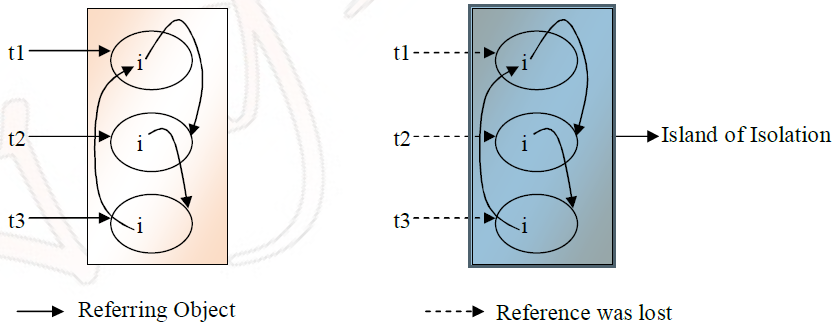 t1 i t1 i
t2 i t2 i Island of Isolation
t3 i t3 i
Referring Object Reference was lost